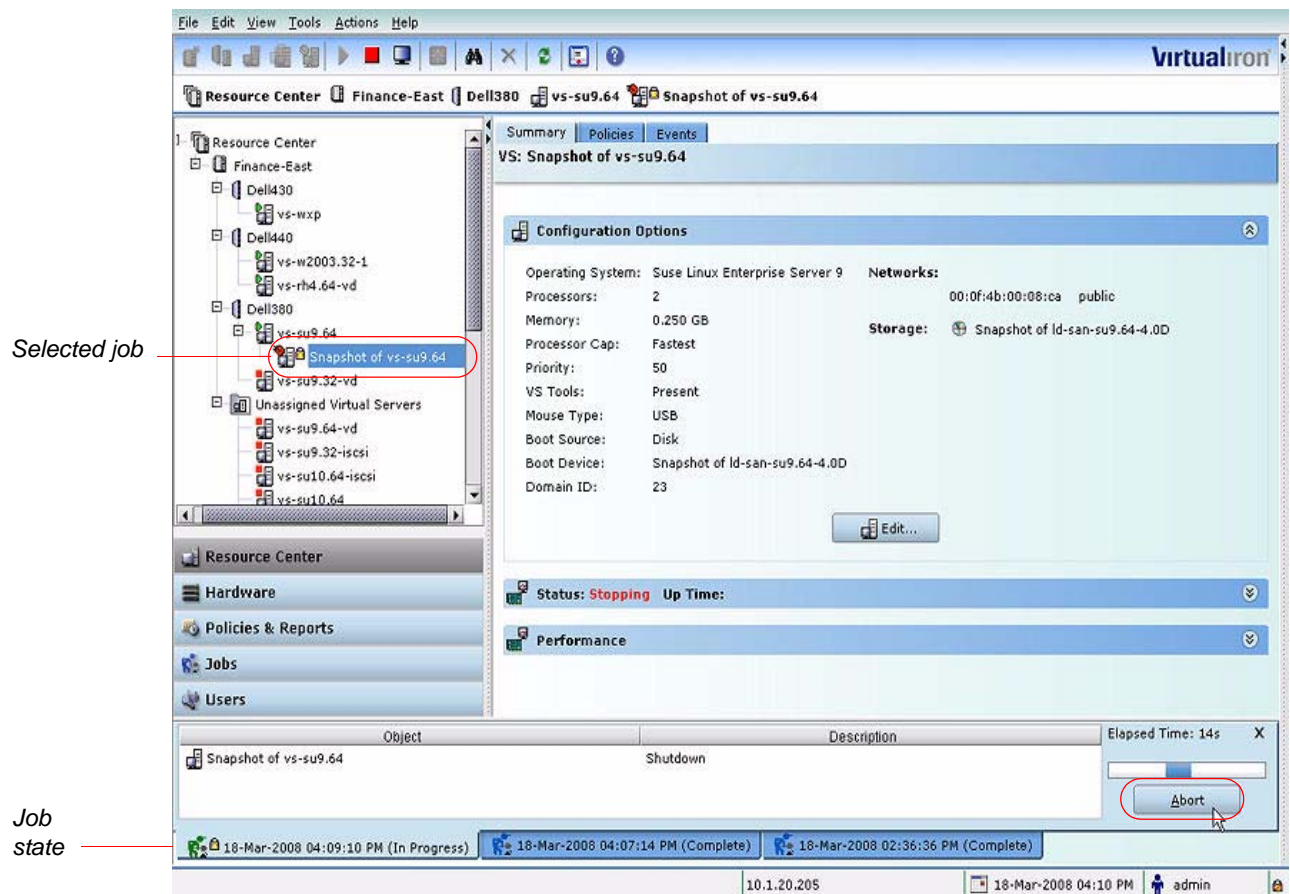 File Edit View Tools Actions Help
Virtualiron
Resource Center Finance-East Dell380 vs-su9.64 Snapshot of vs-su9.64
Resource Center
Finance-East
Dell430
vs-wxp
Dell440
vs-w2003.32-1
vs-rh4.64-vd
Dell380
vs-su9.64
Selected job
Snapshot of vs-su9.64
vs-su9.32-vd
Unassigned Virtual Servers
vs-su9.64-vd
vs-su9.32-iscsi
vs-su10.64-iscsi
vs-su10.64
Resource Center
Hardware
Policies & Reports
Jobs
Users
Summary Policies Events
VS: Snapshot of vs-su9.64
Configuration Options
Operating System: Suse Linux Enterprise Server 9
Processors: 2
Memory: 0.250 GB
Processor Cap: Fastest
Priority: 50
VS Tools: Present
Mouse Type: USB
Boot Source: Disk
Boot Device: Snapshot of ld-san-su9.64-4.0D
Domain ID: 23
Networks:
00:0f:4b:00:08:ca public
Storage: Snapshot of ld-san-su9.64-4.0D
Edit...
Status: Stopping Up Time:
Performance
Object Description
Snapshot of vs-su9.64 Shutdown
Elapsed Time: 14s X
Abort
Job
state
18-Mar-2008 04:09:10 PM (In Progress) 18-Mar-2008 04:07:14 PM (Complete) 18-Mar-2008 02:36:36 PM (Complete)
10.1.20.205 18-Mar-2008 04:10 PM admin